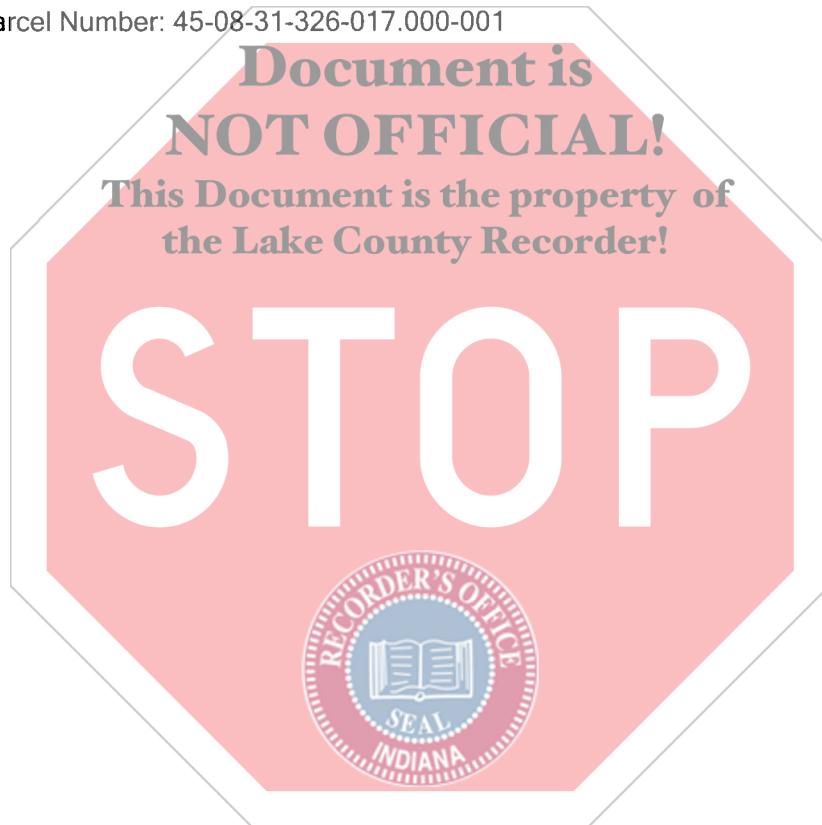 arcel Number: 45-08-31-326-017.000-001
Document is
NOT OFFICIAL!
This Document is the property of
the Lake County Recorder!
STOP
RECORDER'S OFFICE
SEAL
INDIANA